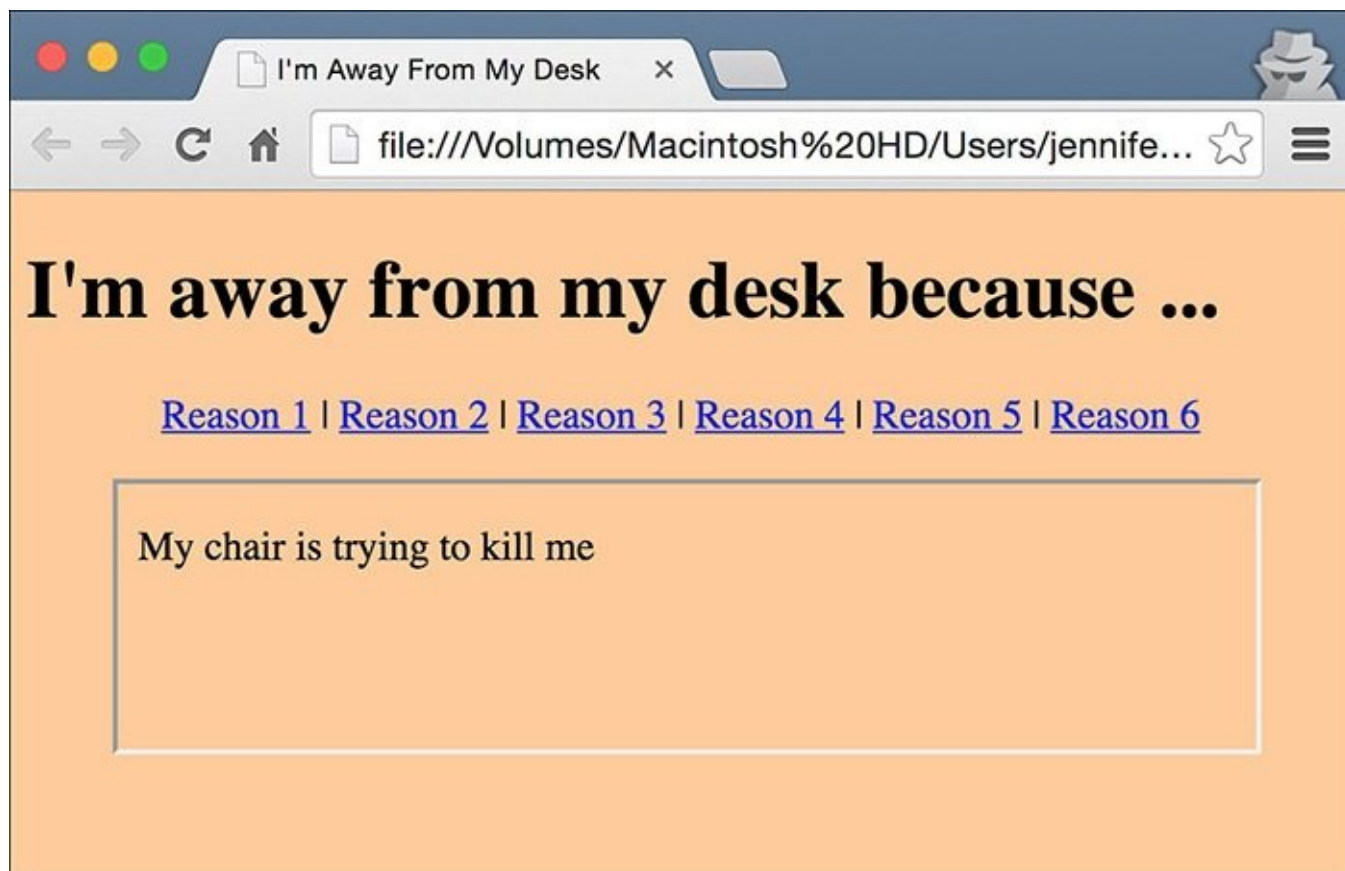 I'm Away From My Desk
file:///Volumes/Macintosh%20HD/Users/jennife...
I'm away from my desk because ...
Reason 1 | Reason 2 | Reason 3 | Reason 4 | Reason 5 | Reason 6
My chair is trying to kill me